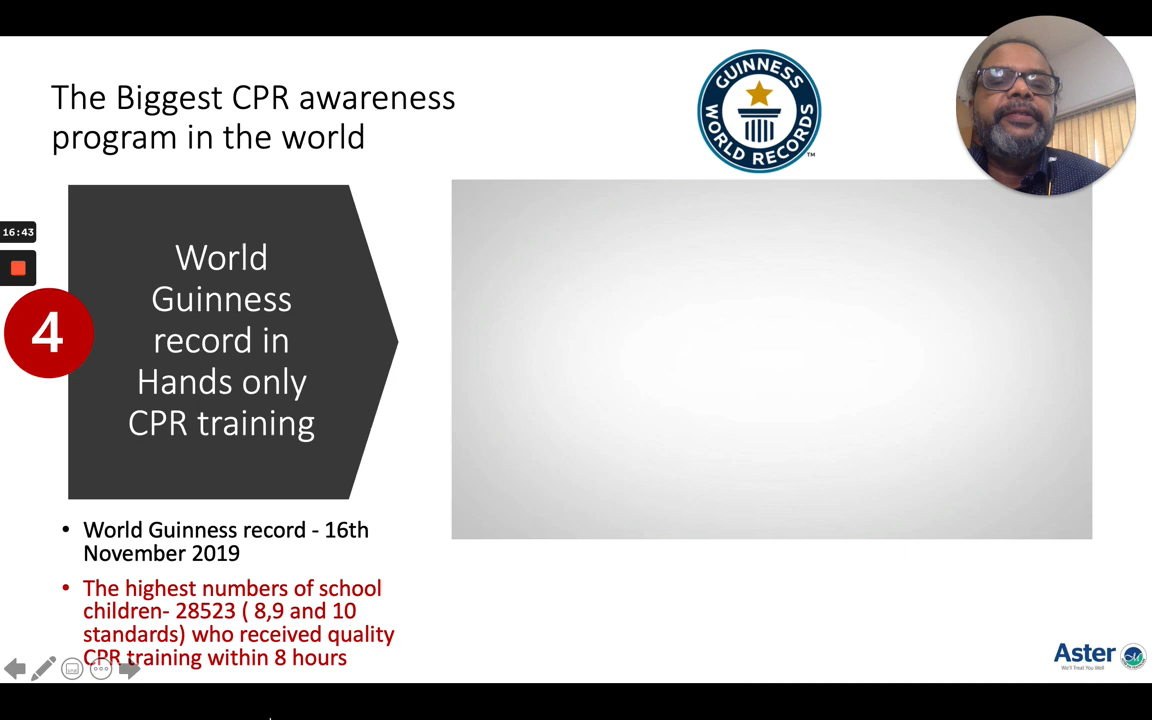 The Biggest CPR awareness
program in the world
GUINNESS
WORLD RECORDS
TM
16:43
4
World
Guinness
record in
Hands only
CPR training
• World Guinness record - 16th
November 2019
• The highest numbers of school
children- 28523 ( 8,9 and 10
standards) who received quality
CPR training within 8 hours
Aster
We'll Treat You Well